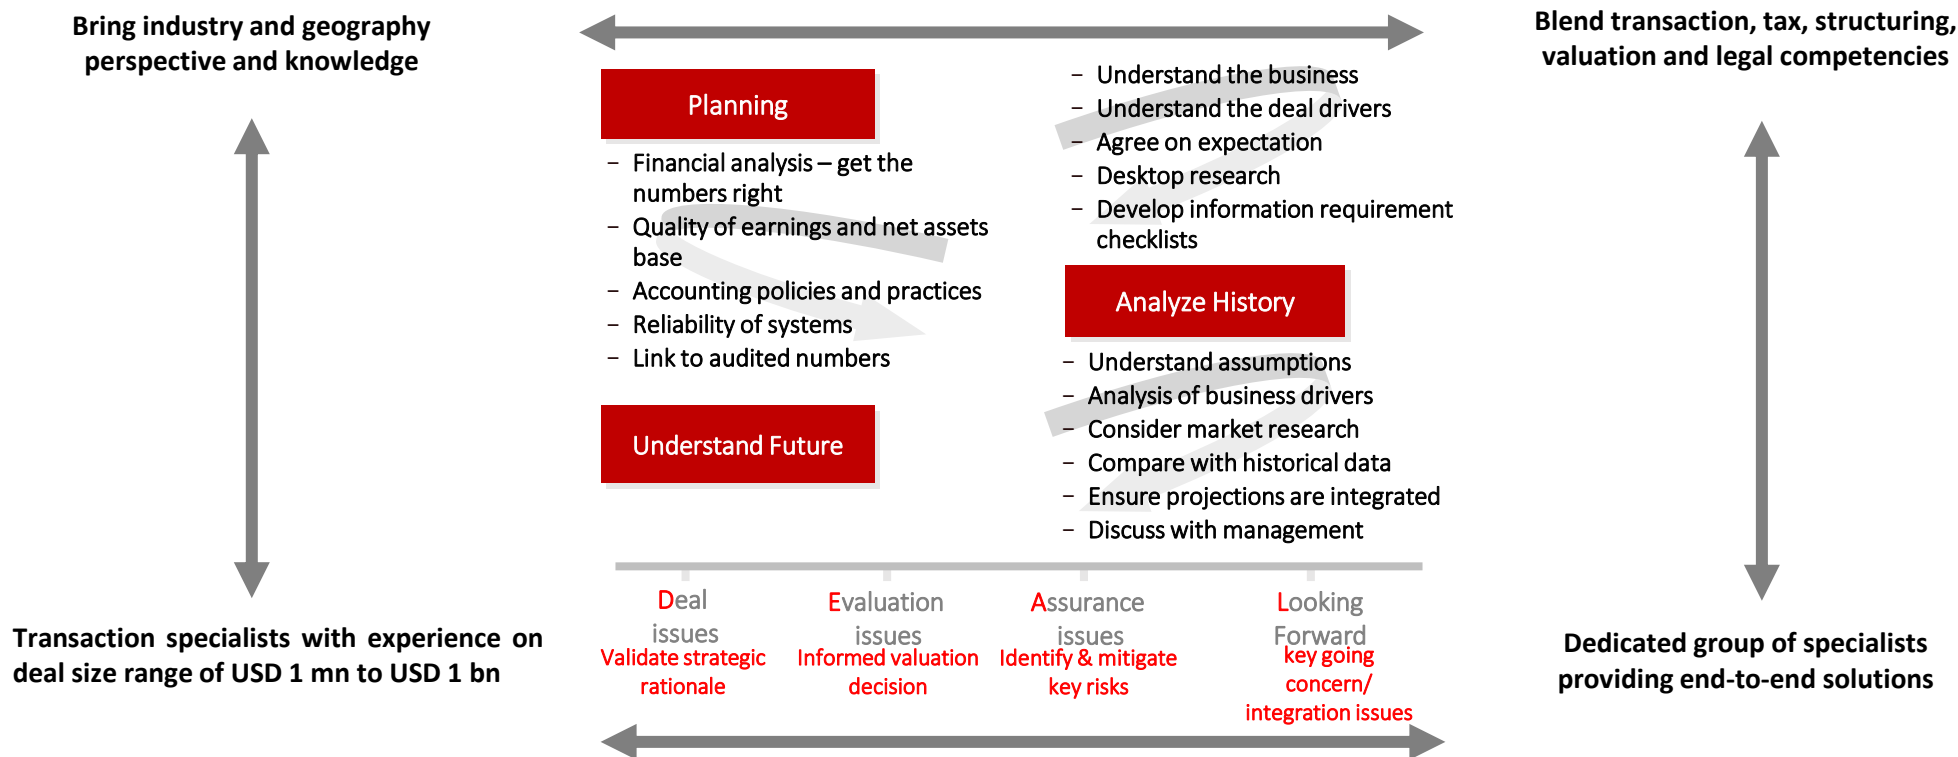 Bring industry and geography
perspective and knowledge
Blend transaction, tax, structuring,
valuation and legal competencies
Planning
– Understand the business
– Understand the deal drivers
– Agree on expectation
– Desktop research
– Develop information requirement
checklists
– Financial analysis – get the
numbers right
– Quality of earnings and net assets
base
– Accounting policies and practices
– Reliability of systems
– Link to audited numbers
Analyze History
Understand Future
– Understand assumptions
– Analysis of business drivers
– Consider market research
– Compare with historical data
– Ensure projections are integrated
– Discuss with management
Deal
issues
Validate strategic
rationale
Evaluation
issues
Informed valuation
decision
Assurance
issues
Identify & mitigate
key risks
Looking
Forward
key going
concern/
integration issues
Transaction specialists with experience on
deal size range of USD 1 mn to USD 1 bn
Dedicated group of specialists
providing end-to-end solutions